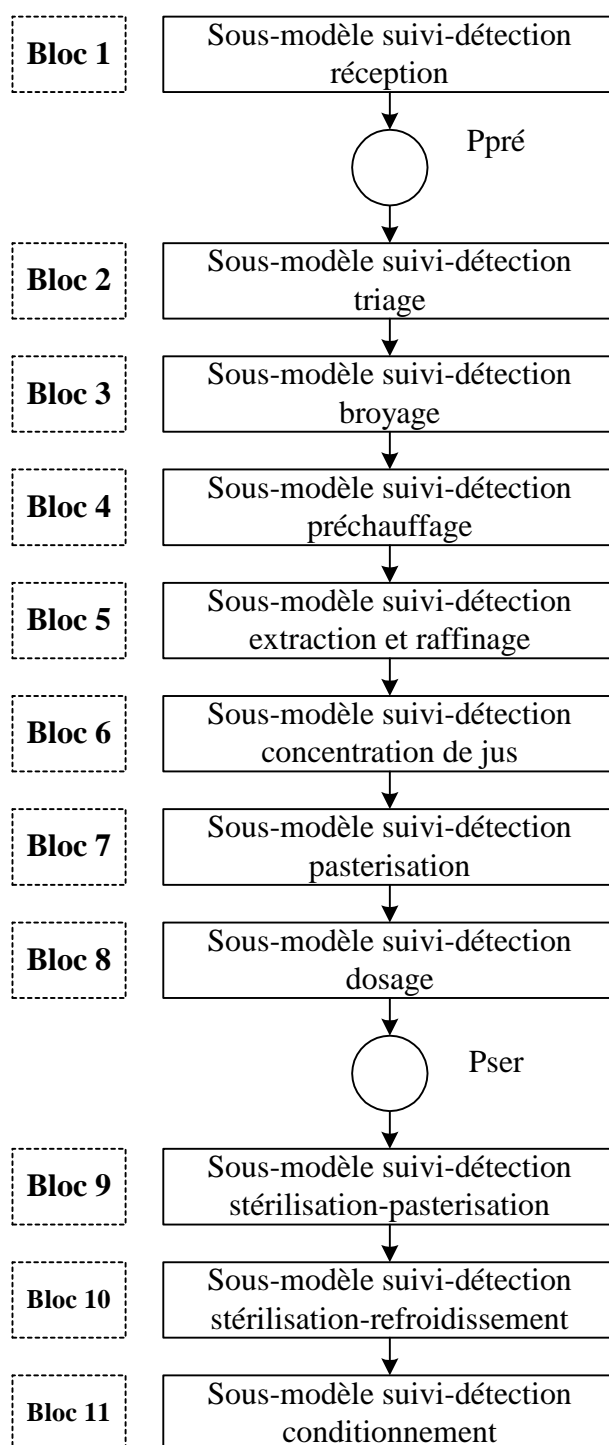 Bloc 1
Sous-modèle suivi-détection
réception
Ppré
Bloc 2
Sous-modèle suivi-détection
triage
Bloc 3
Sous-modèle suivi-détection
broyage
Bloc 4
Sous-modèle suivi-détection
préchauffage
Bloc 5
Sous-modèle suivi-détection
extraction et raffinage
Bloc 6
Sous-modèle suivi-détection
concentration de jus
Bloc 7
Sous-modèle suivi-détection
pasterisation
Bloc 8
Sous-modèle suivi-détection
dosage
Pser
Bloc 9
Sous-modèle suivi-détection
stérilisation-pasterisation
Bloc 10
Sous-modèle suivi-détection
stérilisation-refroidissement
Bloc 11
Sous-modèle suivi-détection
conditionnement